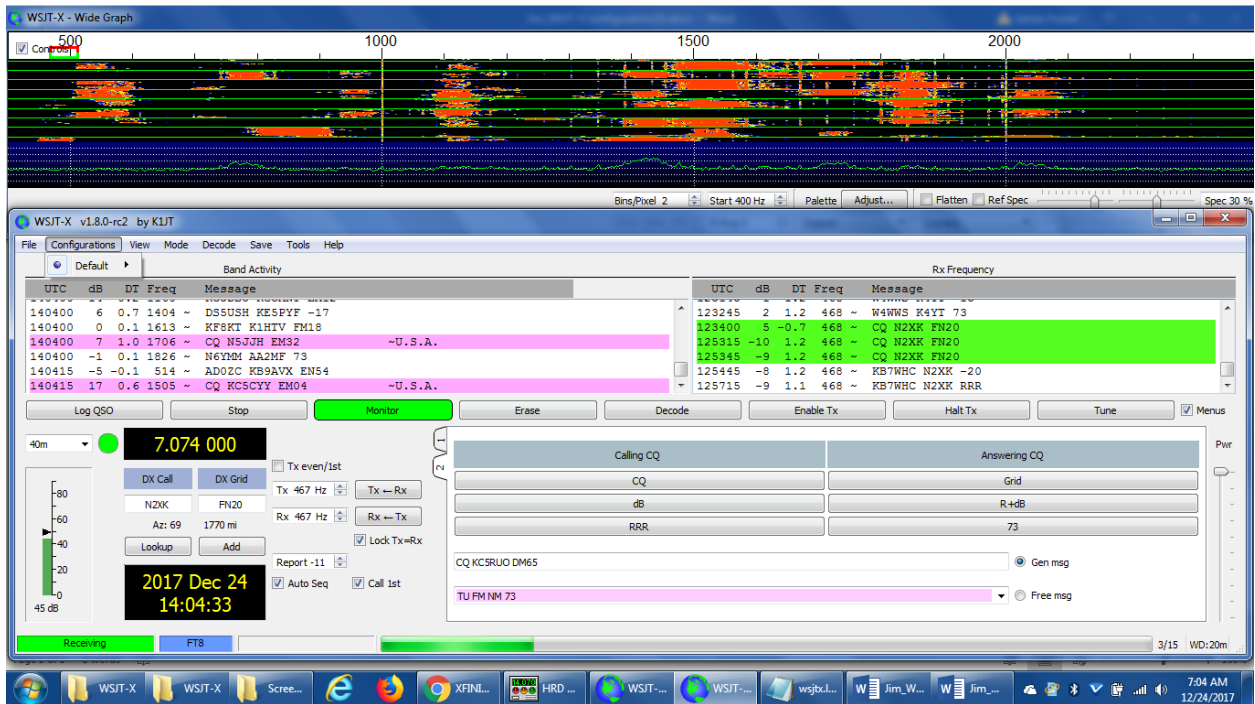 WSJT-X - Wide Graph
Controls
500 1000 1500 2000
Bins/Pixel 2 Start 400 Hz Palette Adjust... Flatten Ref Spec Spec 30 %
WSJT-X v1.8.0-rc2 by K1JT
File Configurations View Mode Decode Save Tools Help
Default
Band Activity
UTC dB DT Freq Message
140400 6 0.7 1404 ~ DS5USH KE5PYF -17
140400 0 0.1 1613 ~ KF8KT K1HTV FM18
140400 7 1.0 1706 ~ CQ N5JJH EM32 ~U.S.A.
140400 -1 0.1 1826 ~ N6YMM AA2MF 73
140415 -5 -0.1 514 ~ AD0ZC KB9AVX EN54
140415 17 0.6 1505 ~ CQ KC5CYY EM04 ~U.S.A.
Rx Frequency
UTC dB DT Freq Message
123245 2 1.2 468 ~ W4WWS K4YT 73
123400 5 -0.7 468 ~ CQ N2XK FN20
125315 -10 1.2 468 ~ CQ N2XK FN20
125345 -9 1.2 468 ~ CQ N2XK FN20
125445 -8 1.2 468 ~ KB7WHC N2XK -20
125715 -9 1.1 468 ~ KB7WHC N2XK RRR
Log QSO Stop Monitor Erase Decode Enable Tx Halt Tx Tune Menus
40m
7.074 000
DX Call DX Grid
N2XK FN20
Az: 69 1770 mi
Lookup Add
2017 Dec 24
14:04:33
-80
-60
-40
-20
-0
45 dB
Tx even/1st
Tx 467 Hz Tx ← Rx
Rx 467 Hz Rx ← Tx
Lock Tx=Rx
Report -11
Auto Seq Call 1st
1
2
Calling CQ Answering CQ
CQ Grid
dB R+dB
RRR 73
CQ KC5RUO DM65 Gen msg
TU FM NM 73 Free msg
Pwr
Receiving FT8 3/15 WD:20m
WSJT-X WSJT-X Scree... XFINI... HRD ... WSJT-... WSJT-... wsjtx.l... Jim_W... Jim_...
7:04 AM
12/24/2017